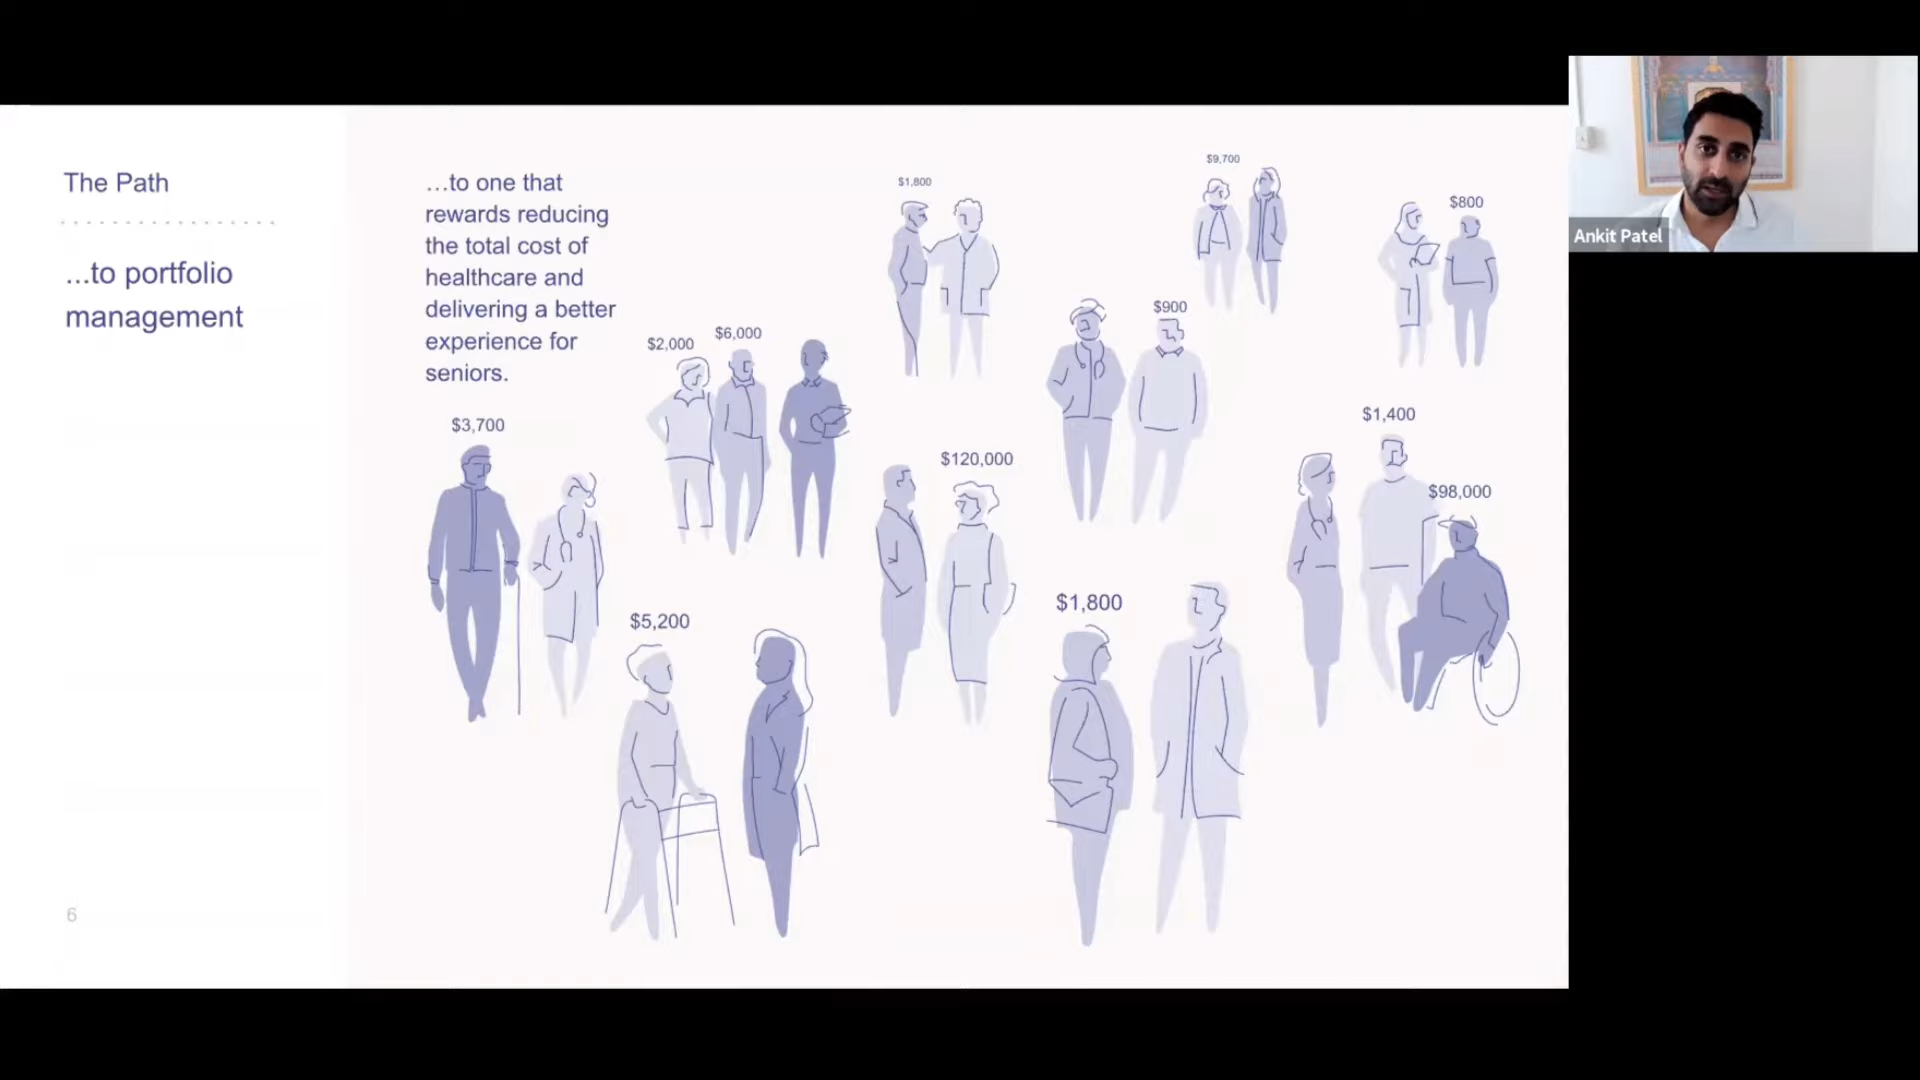 The Path
...to portfolio
management
6
…to one that
rewards reducing
the total cost of
healthcare and
delivering a better
experience for
seniors.
$1,800
$9,700
$800
$900
$2,000
$6,000
$3,700
$120,000
$1,400
$98,000
$5,200
$1,800
Ankit Patel